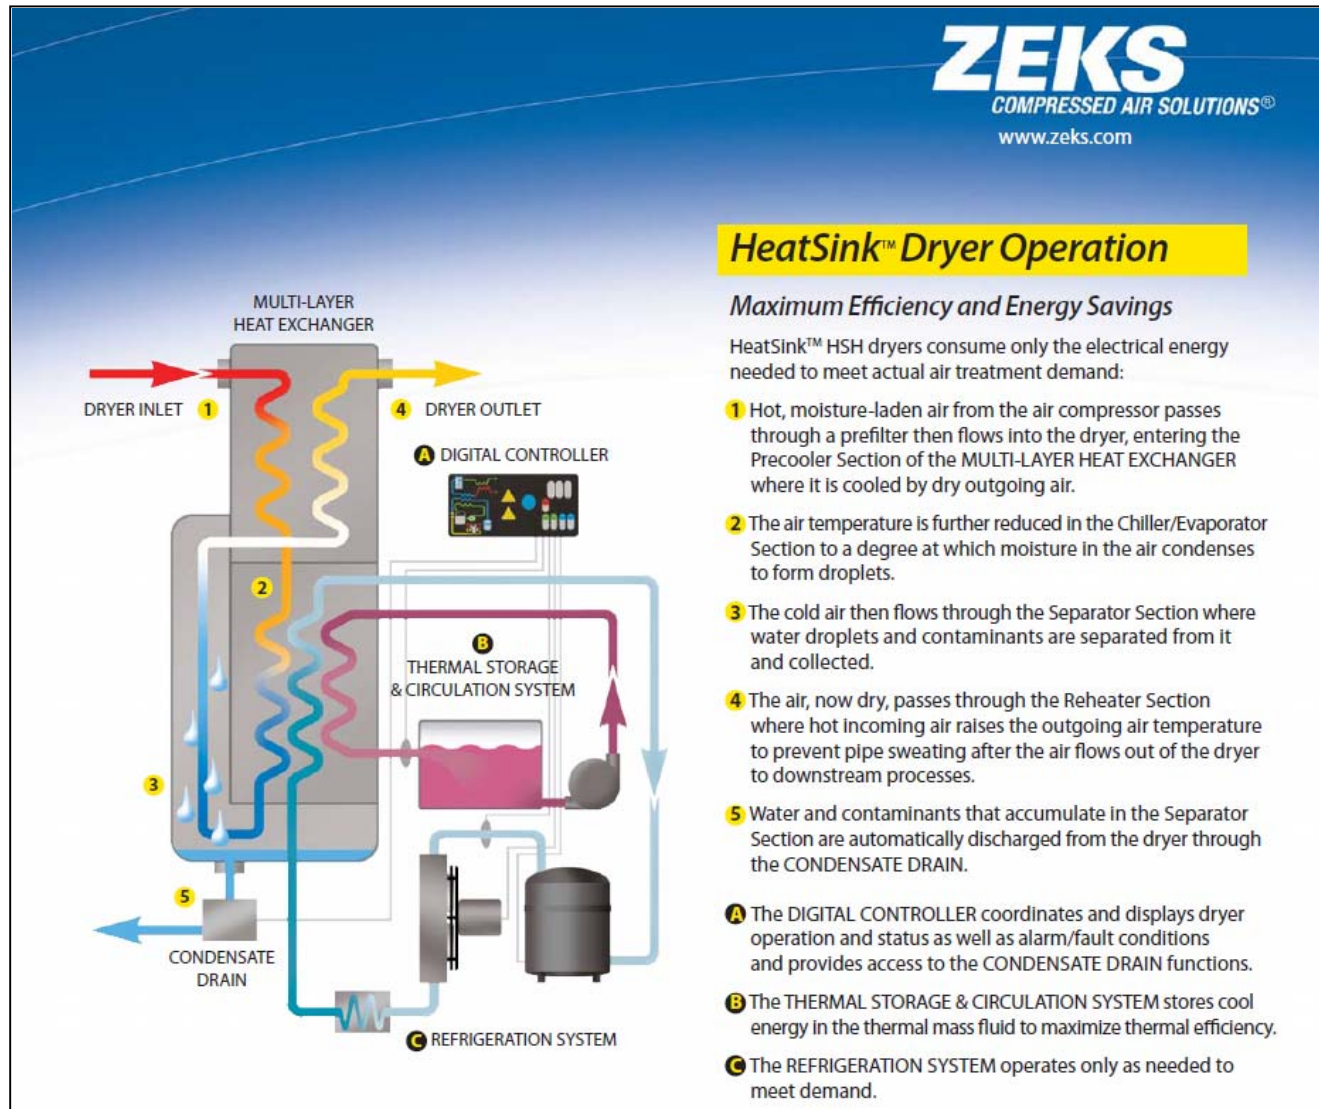 ZEKS
COMPRESSED AIR SOLUTIONS®
www.zeks.com
HeatSink™ Dryer Operation
Maximum Efficiency and Energy Savings
HeatSink™ HSH dryers consume only the electrical energy
needed to meet actual air treatment demand:
1 Hot, moisture-laden air from the air compressor passes
through a prefilter then flows into the dryer, entering the
Precooler Section of the MULTI-LAYER HEAT EXCHANGER
where it is cooled by dry outgoing air.
2 The air temperature is further reduced in the Chiller/Evaporator
Section to a degree at which moisture in the air condenses
to form droplets.
3 The cold air then flows through the Separator Section where
water droplets and contaminants are separated from it
and collected.
4 The air, now dry, passes through the Reheater Section
where hot incoming air raises the outgoing air temperature
to prevent pipe sweating after the air flows out of the dryer
to downstream processes.
5 Water and contaminants that accumulate in the Separator
Section are automatically discharged from the dryer through
the CONDENSATE DRAIN.
A The DIGITAL CONTROLLER coordinates and displays dryer
operation and status as well as alarm/fault conditions
and provides access to the CONDENSATE DRAIN functions.
B The THERMAL STORAGE & CIRCULATION SYSTEM stores cool
energy in the thermal mass fluid to maximize thermal efficiency.
C The REFRIGERATION SYSTEM operates only as needed to
meet demand.
MULTI-LAYER
HEAT EXCHANGER
DRYER INLET 1
4 DRYER OUTLET
A DIGITAL CONTROLLER
2
B
THERMAL STORAGE
& CIRCULATION SYSTEM
3
5
CONDENSATE
DRAIN
C REFRIGERATION SYSTEM